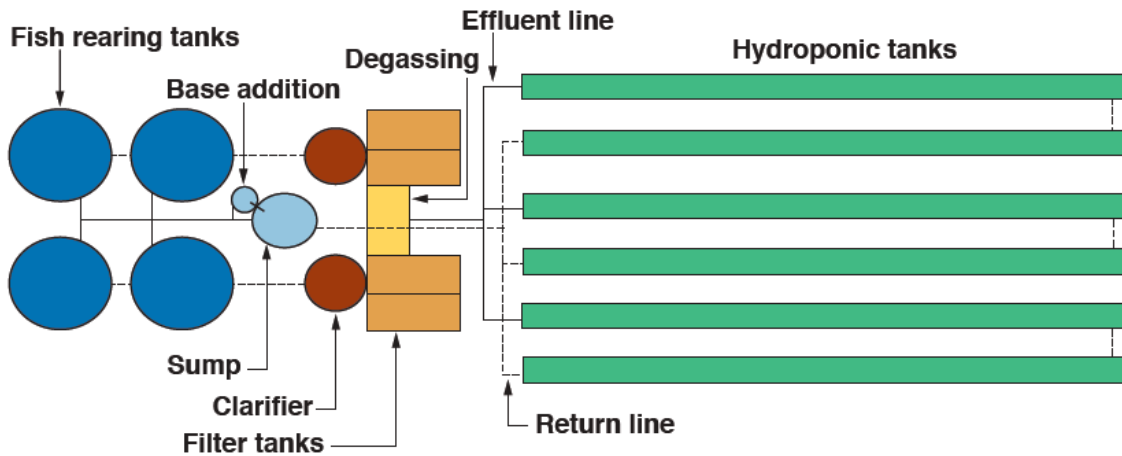 Effluent line
Fish rearing tanks
Degassing
Hydroponic tanks
Base addition
Sump
Clarifier
Return line
Filter tanks